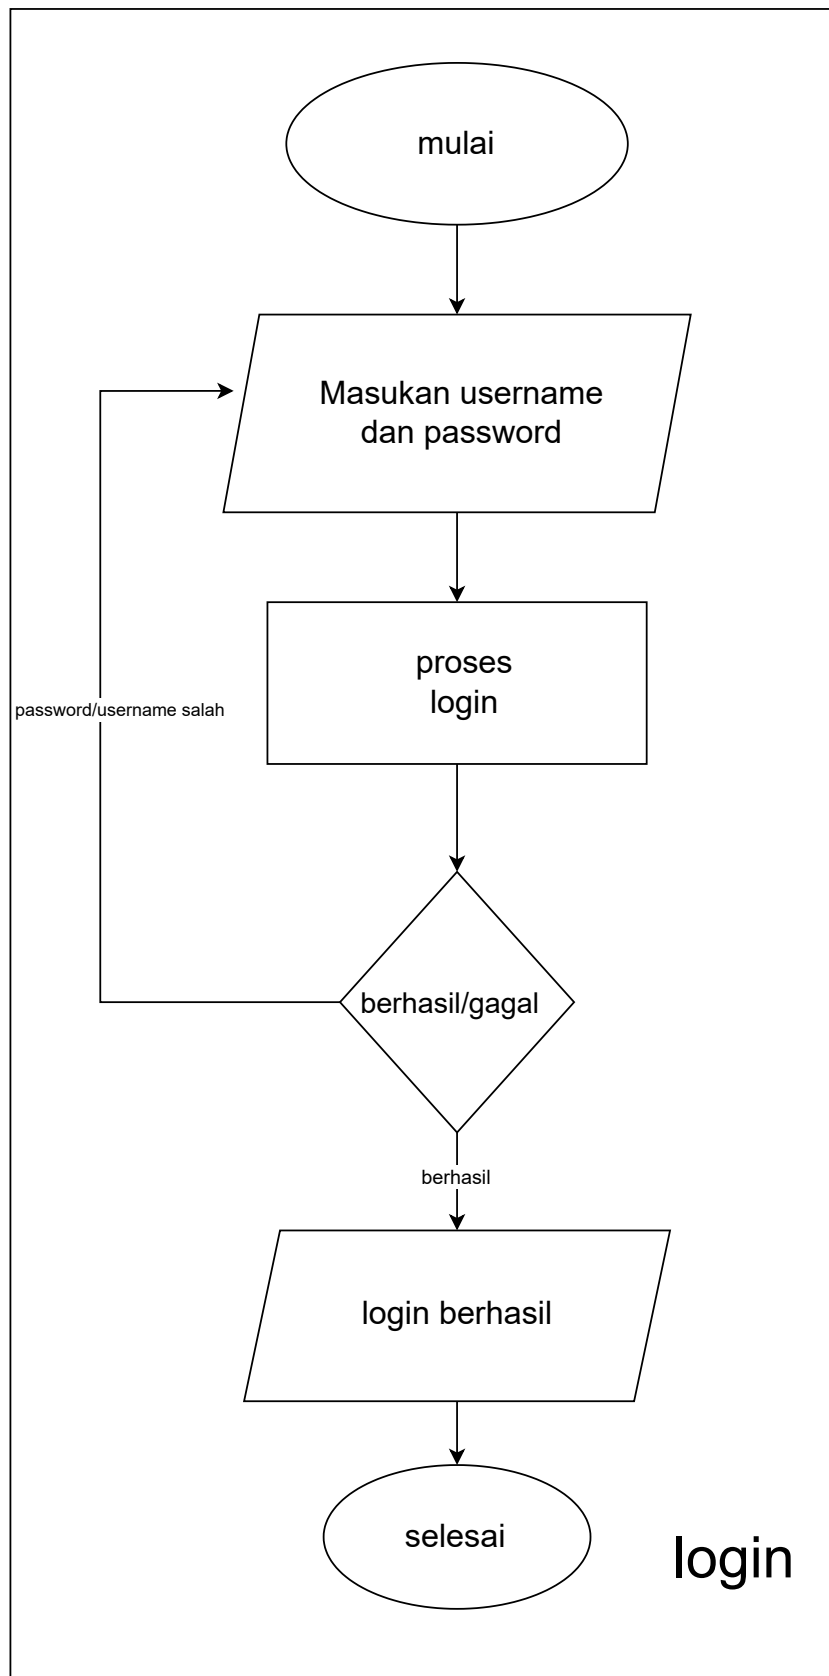 mulai
Masukan username
dan password
proses
login
password/username salah
berhasil/gagal
berhasil
login berhasil
selesai
login